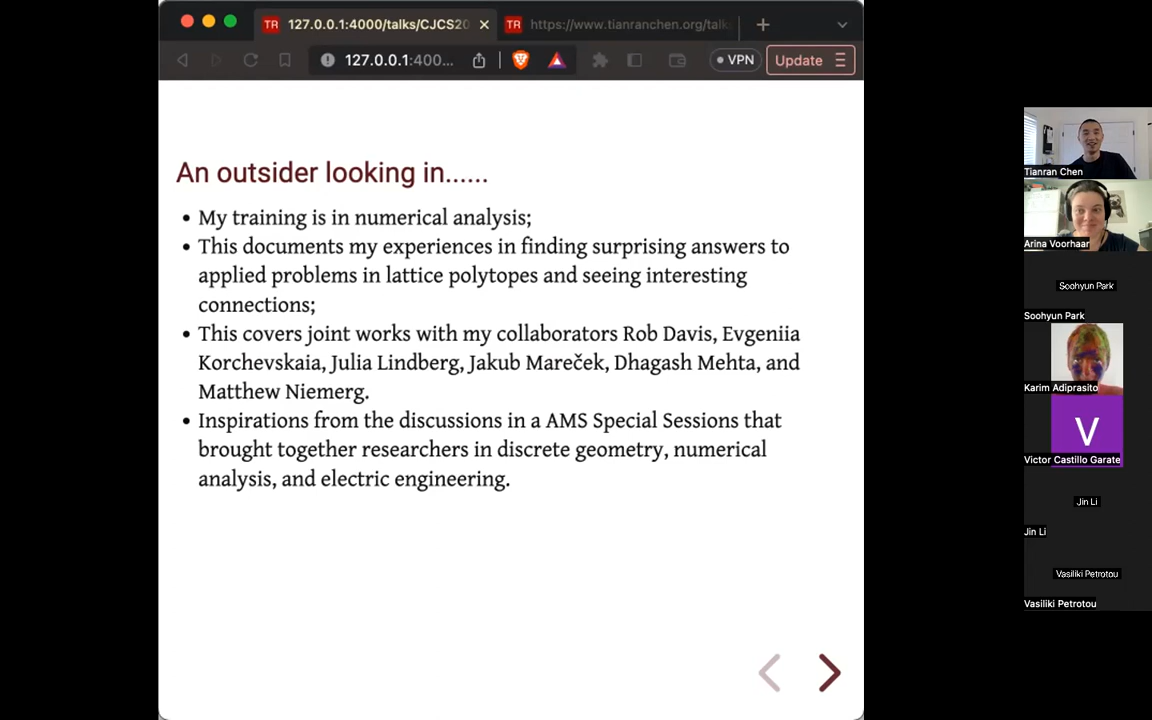 TR 127.0.0.1:4000/talks/CJCS20
TR https://www.tianranchen.org/talk
127.0.0.1:400...
VPN
Update
An outsider looking in......
• My training is in numerical analysis;
• This documents my experiences in finding surprising answers to
applied problems in lattice polytopes and seeing interesting
connections;
• This covers joint works with my collaborators Rob Davis, Evgeniia
Korchevskaia, Julia Lindberg, Jakub Mareček, Dhagash Mehta, and
Matthew Niemerg.
• Inspirations from the discussions in a AMS Special Sessions that
brought together researchers in discrete geometry, numerical
analysis, and electric engineering.
Tianran Chen
Arina Voorhaar
Soohyun Park
Soohyun Park
Karim Adiprasito
V
Victor Castillo Garate
Jin Li
Jin Li
Vasiliki Petrotou
Vasiliki Petrotou